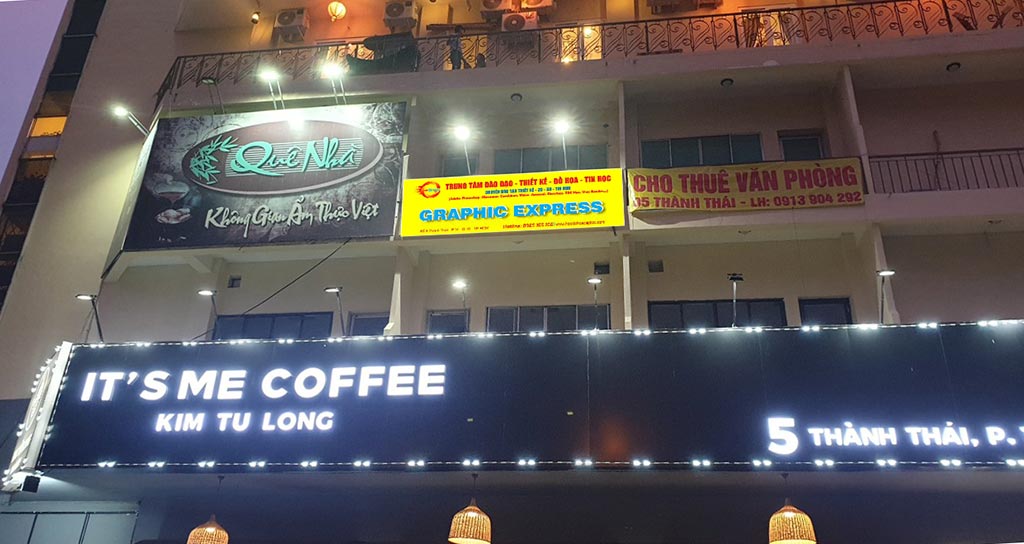 Quê Nhà
Không Gian Ẩm Thực Việt
TRUNG TÂM ĐÀO ĐẠO - THIẾT KẾ - ĐỒ HỌA - TIN HỌC
GRAPHIC EXPRESS
CHO THUÊ VĂN PHÒNG
05 THÀNH THÁI - LH: 0913 904 292
IT'S ME COFFEE
KIM TU LONG
5 THÀNH THÁI, P.